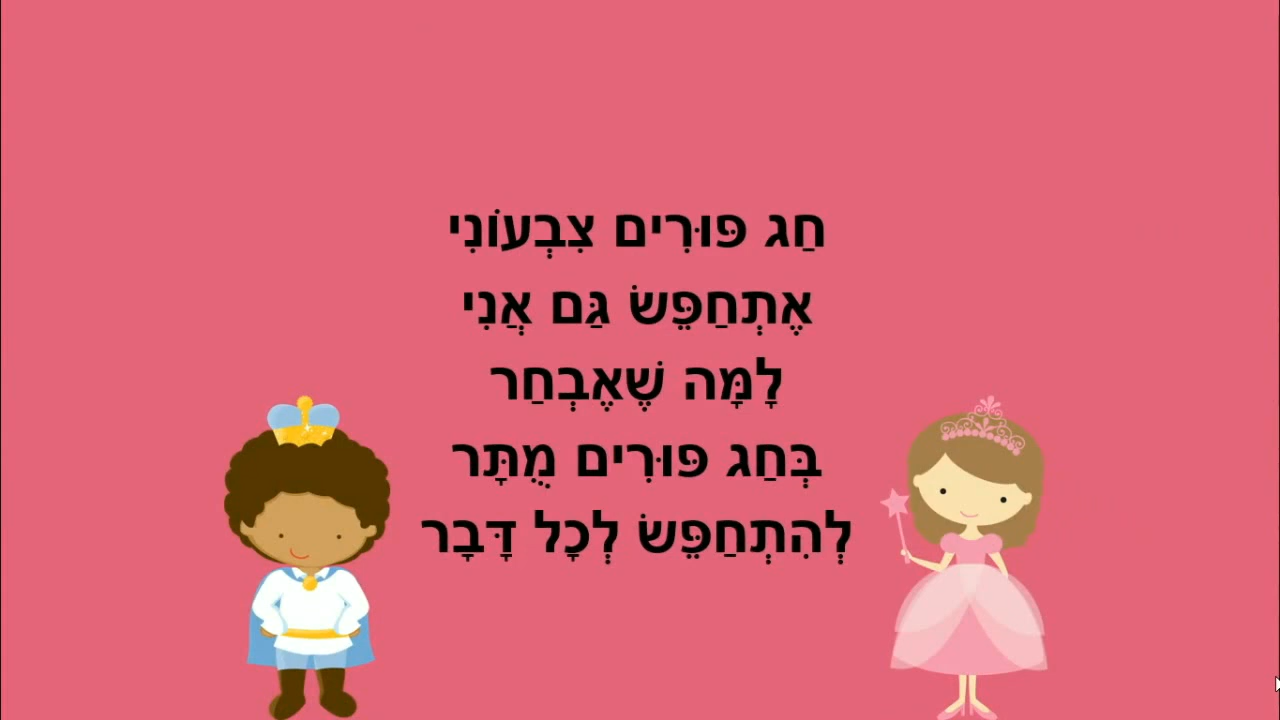 חַג פּוּרִים צִבְעוֹנִי
אֶתְחַפֵּשׂ גַּם אֲנִי
לָמָּה שֶׁאֶבְחַר
בְּחַג פּוּרִים מֻתָּר
לְהִתְחַפֵּשׂ לְכָל דָּבָר